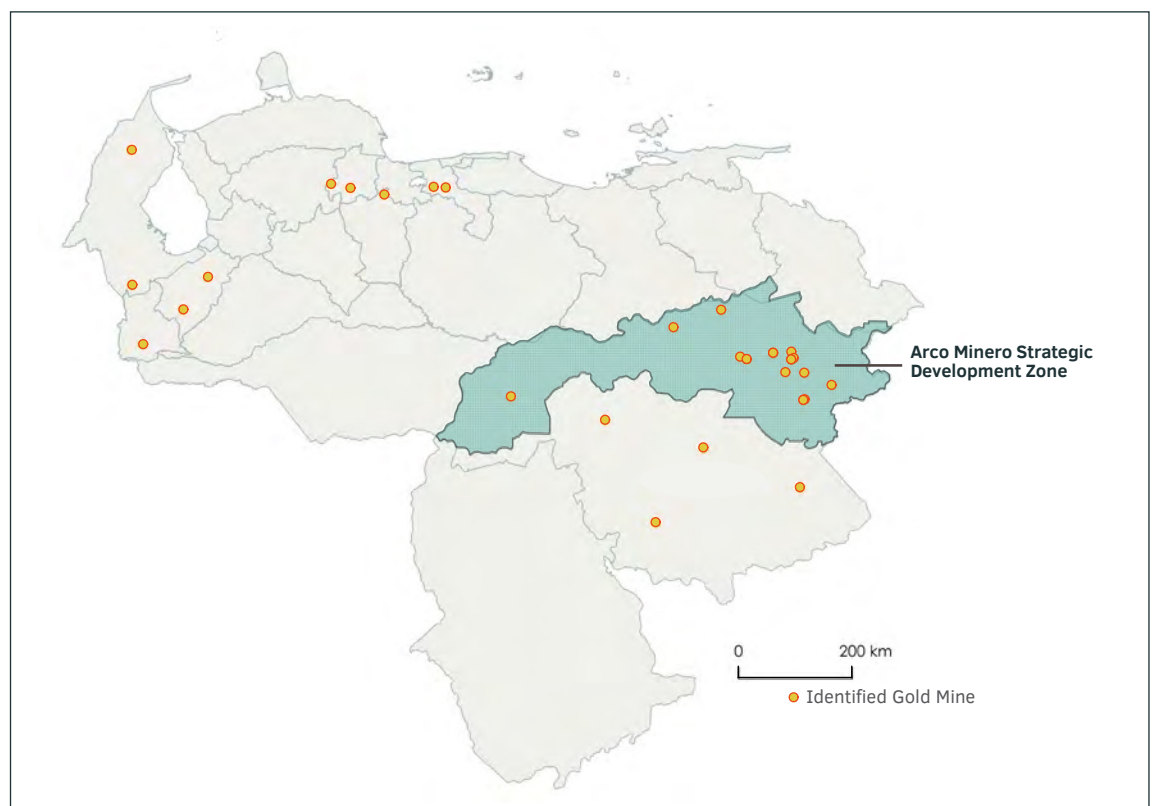 Arco Minero Strategic
Development Zone
0 200 km
Identified Gold Mine